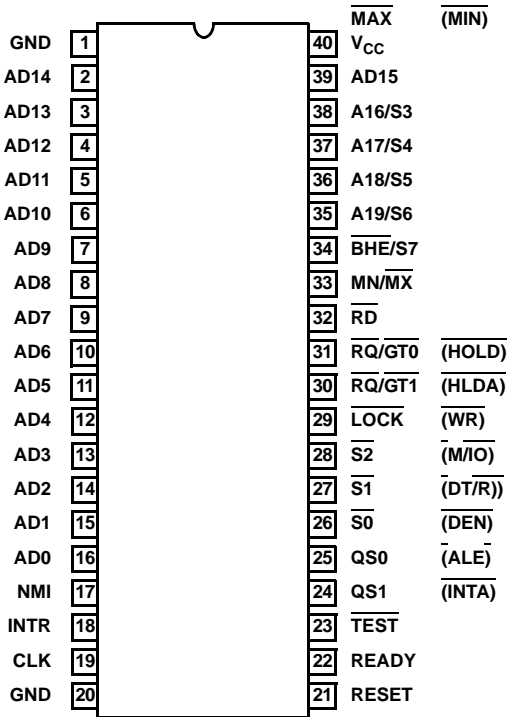 MAX (MIN)
GND 1 40 VCC
AD14 2 39 AD15
AD13 3 38 A16/S3
AD12 4 37 A17/S4
AD11 5 36 A18/S5
AD10 6 35 A19/S6
AD9 7 34 BHE/S7
AD8 8 33 MN/MX
AD7 9 32 RD
AD6 10 31 RQ/GT0 (HOLD)
AD5 11 30 RQ/GT1 (HLDA)
AD4 12 29 LOCK (WR)
AD3 13 28 S2 (M/IO)
AD2 14 27 S1 (DT/R))
AD1 15 26 S0 (DEN)
AD0 16 25 QS0 (ALE)
NMI 17 24 QS1 (INTA)
INTR 18 23 TEST
CLK 19 22 READY
GND 20 21 RESET